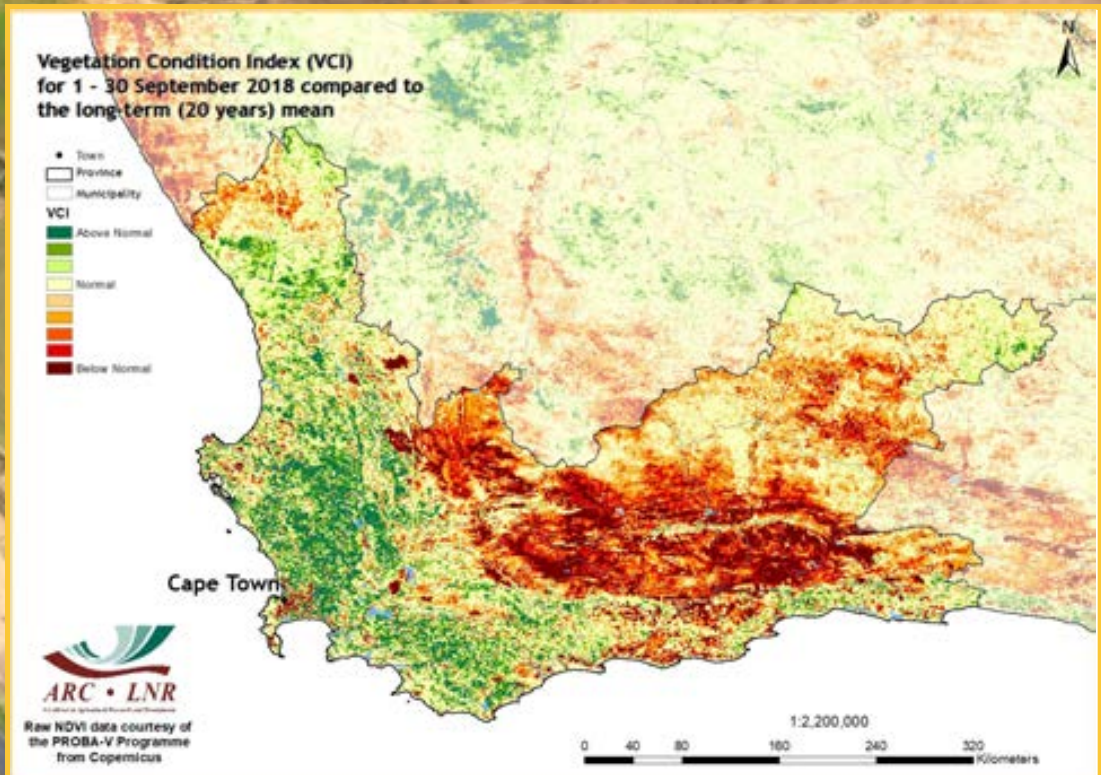 Vegetation Condition Index (VCI)
for 1 - 30 September 2018 compared to
the long-term (20 years) mean
N
Town
Province
Municipality
VCI
Above Normal
Normal
Below Normal
Cape Town
ARC • LNR
Raw NDVI data courtesy of
the PROBA-V Programme
from Copernicus
1:2,200,000
0 40 80 160 240 320
Kilometers